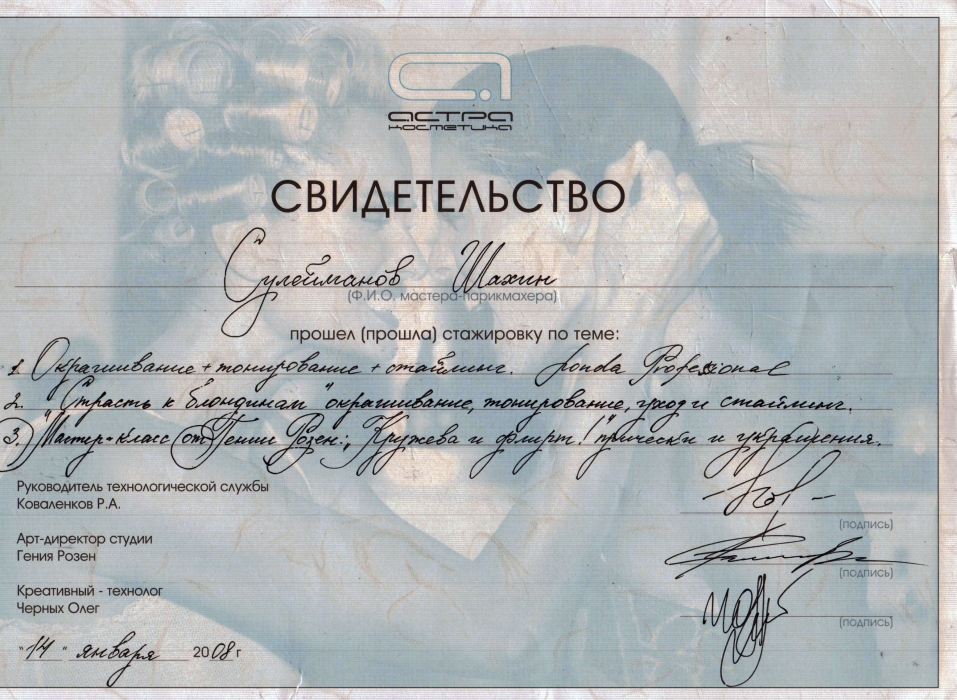 астра
косметика
СВИДЕТЕЛЬСТВО
Сулейманов Шахин
(Ф.И.О. мастера-парикмахера)
прошел (прошла) стажировку по теме:
1. Окрашивание + тонирование + стайлинг. Londa Professional
2. "Страсть к блондинам" окрашивание, тонирование, уход и стайлинг.
3. Мастер-класс от Гении Розен: "Кружева и флирт!" прически и украшения.
Руководитель технологической службы
Коваленков Р.А.
(подпись)
Арт-директор студии
Гения Розен
(подпись)
Креативный - технолог
Черных Олег
(подпись)
"14" января 2008 г